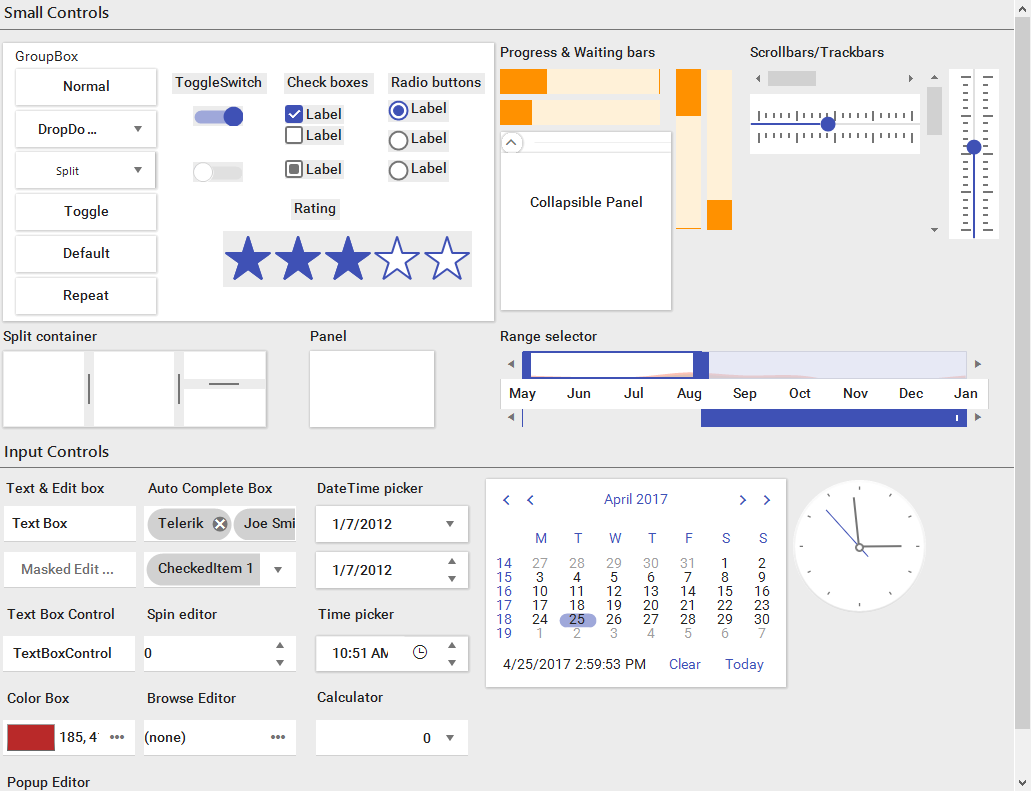 Small Controls
GroupBox
Normal
DropDo ...
Split
Toggle
Default
Repeat
ToggleSwitch
Check boxes
Label
Label
Label
Radio buttons
Label
Label
Label
Rating
Progress & Waiting bars
Collapsible Panel
Scrollbars/Trackbars
Split container
Panel
Range selector
May Jun Jul Aug Sep Oct Nov Dec Jan
Input Controls
Text & Edit box
Text Box
Masked Edit ...
Auto Complete Box
Telerik Joe Smi
CheckedItem 1
DateTime picker
1/7/2012
1/7/2012
Text Box Control
TextBoxControl
Spin editor
0
Time picker
10:51 AM
Color Box
185, 41
Browse Editor
(none)
Calculator
0
Popup Editor
April 2017
M T W T F S S
14 27 28 29 30 31 1 2
15 3 4 5 6 7 8 9
16 10 11 12 13 14 15 16
17 17 18 19 20 21 22 23
18 24 25 26 27 28 29 30
19 1 2 3 4 5 6 7
4/25/2017 2:59:53 PM Clear Today